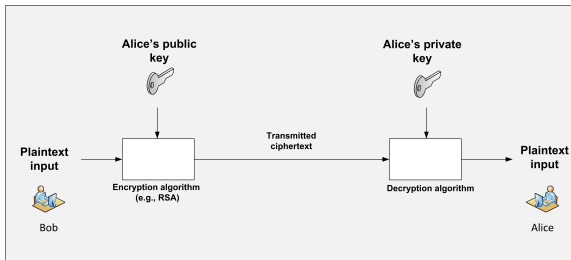 Alice's public
key
Alice's private
key
Transmitted
ciphertext
Plaintext
input
Plaintext
input
Encryption algorithm
(e.g., RSA)
Decryption algorithm
Bob
Alice